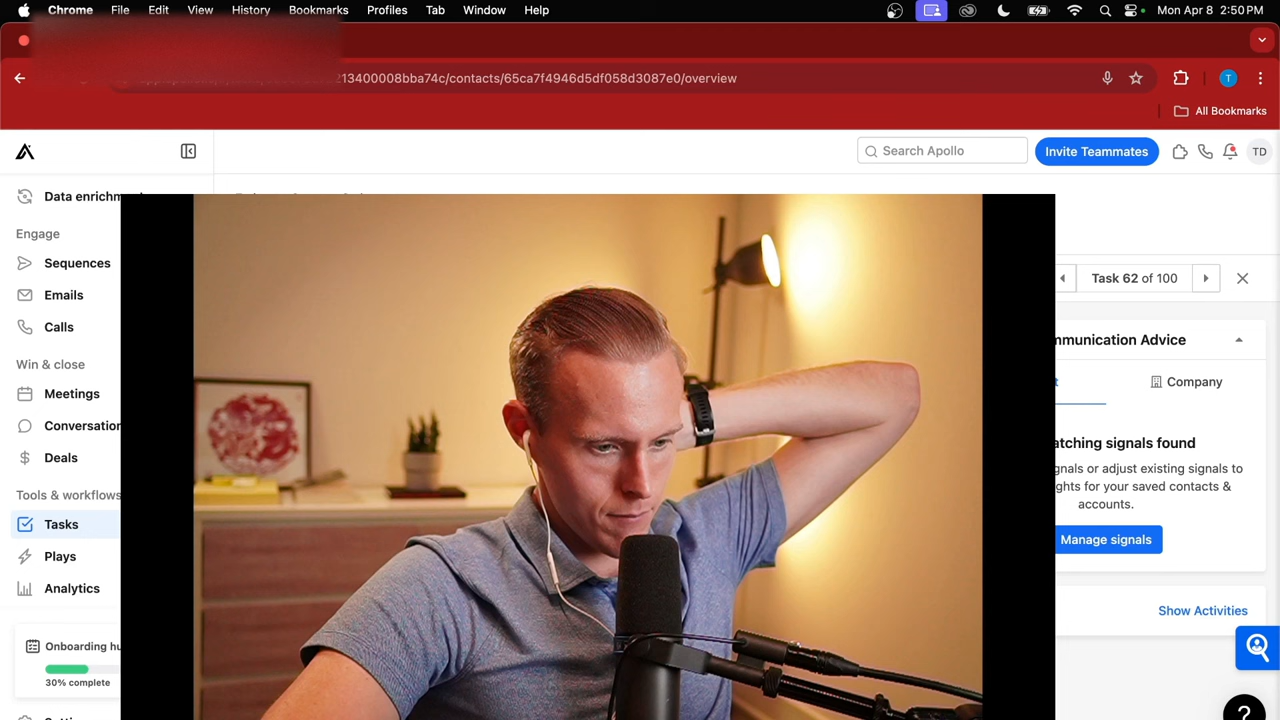 Chrome File Edit View History Bookmarks Profiles Tab Window Help Mon Apr 8 2:50 PM
213400008bba74c/contacts/65ca7f4946d5df058d3087e0/overview
T
All Bookmarks
Search Apollo
Invite Teammates
TD
Data enrichm
Engage
Sequences
Emails
Calls
Win & close
Meetings
Conversation
Deals
Tools & workflows
Tasks
Plays
Analytics
Onboarding hu
30% complete
Task 62 of 100
mmunication Advice
Company
atching signals found
gnals or adjust existing signals to
ghts for your saved contacts &
accounts.
Manage signals
Show Activities
?